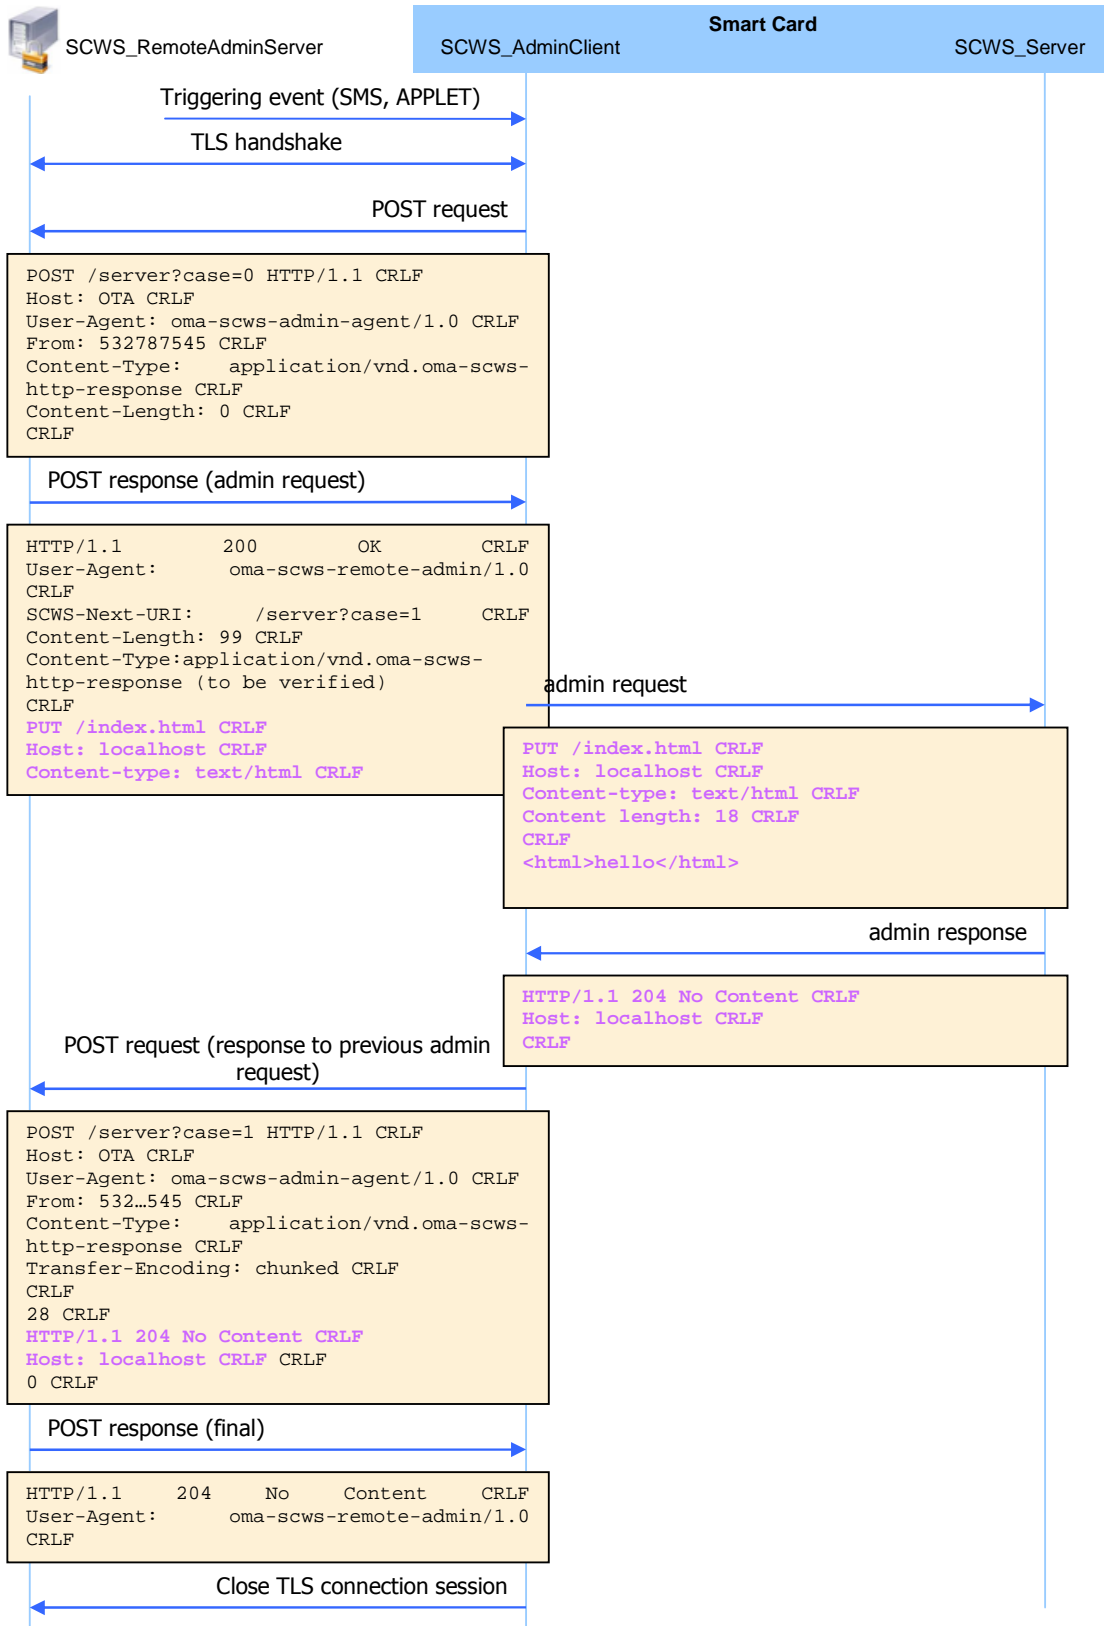 Smart Card
SCWS_RemoteAdminServer
SCWS_AdminClient
SCWS_Server
Triggering event (SMS, APPLET)
TLS handshake
POST request
POST /server?case=0 HTTP/1.1 CRLF
Host: OTA CRLF
User-Agent: oma-scws-admin-agent/1.0 CRLF
From: 532787545 CRLF
Content-Type: application/vnd.oma-scws-
http-response CRLF
Content-Length: 0 CRLF
CRLF
POST response (admin request)
HTTP/1.1 200 OK CRLF
User-Agent: oma-scws-remote-admin/1.0
CRLF
SCWS-Next-URI: /server?case=1 CRLF
Content-Length: 99 CRLF
Content-Type:application/vnd.oma-scws-
http-response (to be verified)
CRLF
PUT /index.html CRLF
Host: localhost CRLF
Content-type: text/html CRLF
admin request
PUT /index.html CRLF
Host: localhost CRLF
Content-type: text/html CRLF
Content length: 18 CRLF
CRLF
<html>hello</html>
admin response
HTTP/1.1 204 No Content CRLF
Host: localhost CRLF
CRLF
POST request (response to previous admin
request)
POST /server?case=1 HTTP/1.1 CRLF
Host: OTA CRLF
User-Agent: oma-scws-admin-agent/1.0 CRLF
From: 532…545 CRLF
Content-Type: application/vnd.oma-scws-
http-response CRLF
Transfer-Encoding: chunked CRLF
CRLF
28 CRLF
HTTP/1.1 204 No Content CRLF
Host: localhost CRLF CRLF
0 CRLF
POST response (final)
HTTP/1.1 204 No Content CRLF
User-Agent: oma-scws-remote-admin/1.0
CRLF
Close TLS connection session